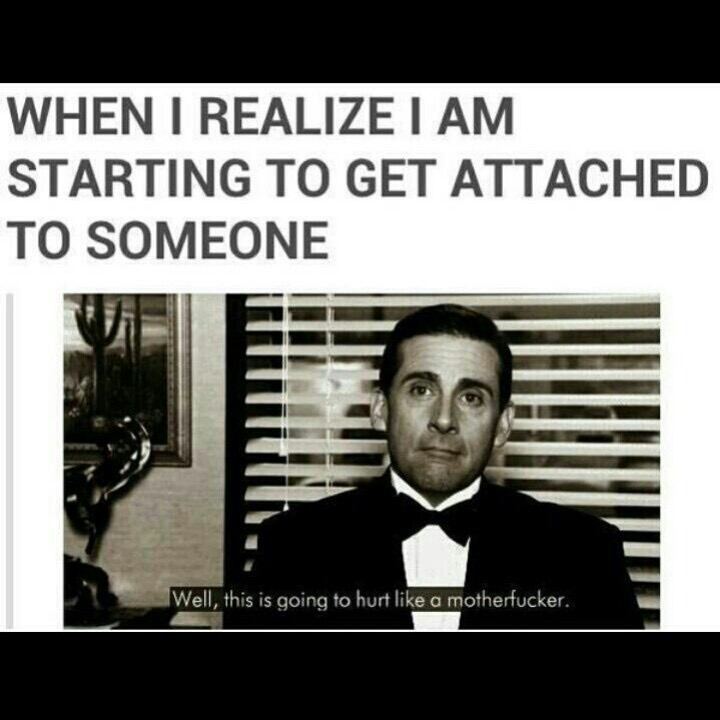 WHEN I REALIZE I AM
STARTING TO GET ATTACHED
TO SOMEONE
Well, this is going to hurt like a motherfucker.